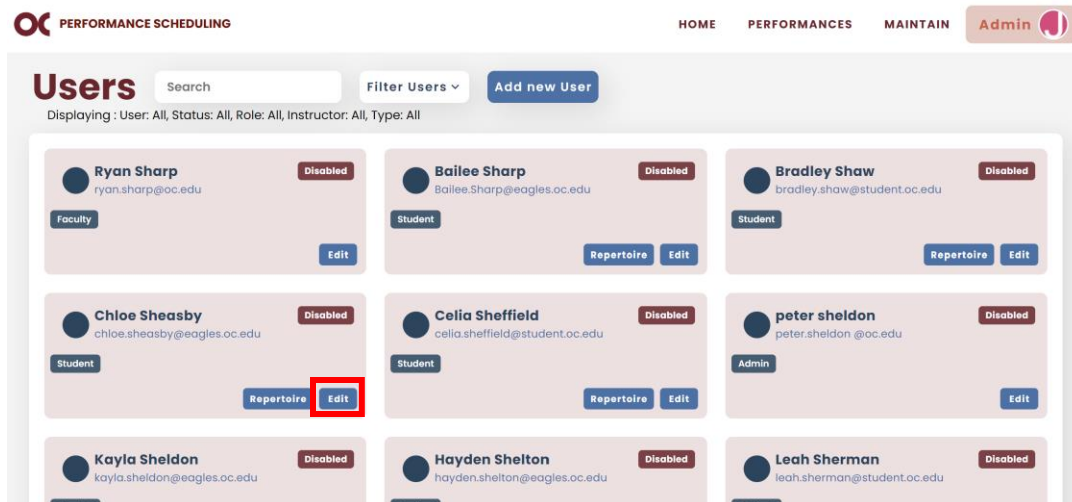 OC PERFORMANCE SCHEDULING HOME PERFORMANCES MAINTAIN Admin
Users Search Filter Users Add new User
Displaying : User: All, Status: All, Role: All, Instructor: All, Type: All
Ryan Sharp Disabled
ryan.sharp@oc.edu
Faculty
Edit
Bailee Sharp Disabled
Bailee.Sharp@eagles.oc.edu
Student
Repertoire Edit
Bradley Shaw Disabled
bradley.shaw@student.oc.edu
Student
Repertoire Edit
Chloe Sheasby Disabled
chloe.sheasby@eagles.oc.edu
Student
Repertoire Edit
Celia Sheffield Disabled
celia.sheffield@student.oc.edu
Student
Repertoire Edit
peter sheldon Disabled
peter.sheldon @oc.edu
Admin
Edit
Kayla Sheldon Disabled
kayla.sheldon@eagles.oc.edu
Hayden Shelton Disabled
hayden.shelton@eagles.oc.edu
Leah Sherman Disabled
leah.sherman@student.oc.edu